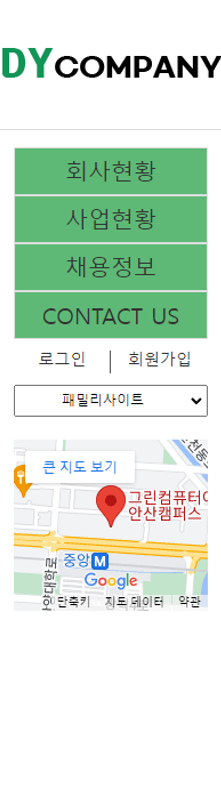 DYCOMPANY
회사현황
사업현황
채용정보
CONTACT US
로그인 | 회원가입
패밀리사이트
큰 지도 보기
그린컴퓨터
안산캠퍼스
중앙 M
Google
단축키 지도 데이터 약관